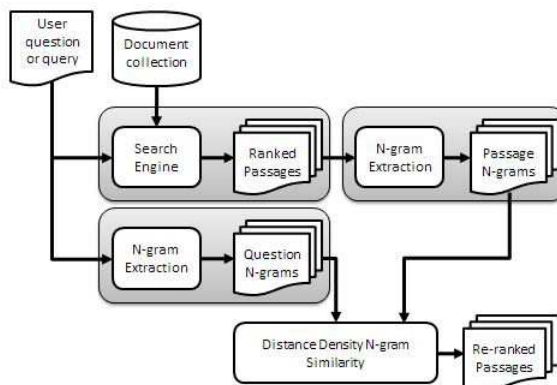 User
question
or query
Document
collection
Search
Engine
Ranked
Passages
N-gram
Extraction
Passage
N-grams
N-gram
Extraction
Question
N-grams
Distance Density N-gram
Similarity
Re-ranked
Passages